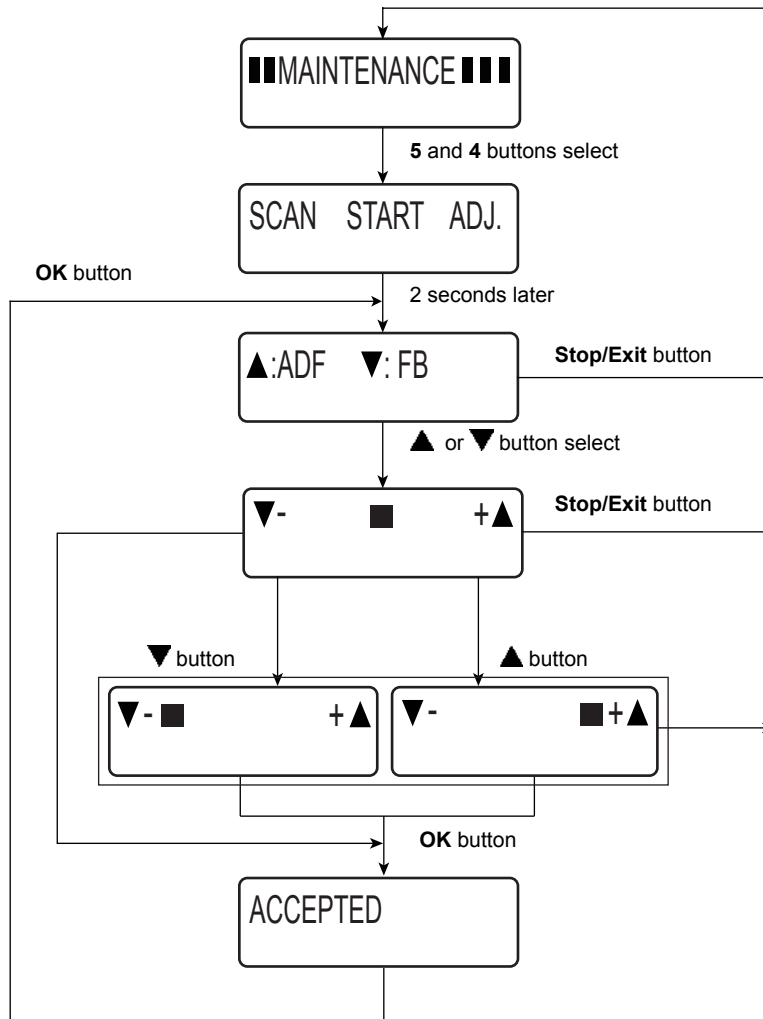 ▮▮MAINTENANCE▮▮▮
5 and 4 buttons select
SCAN START ADJ.
OK button
2 seconds later
▲:ADF ▼: FB
Stop/Exit button
▲ or ▼ button select
▼- ■ +▲
Stop/Exit button
▼ button
▲ button
▼- ■ +▲
▼- ■+▲
OK button
ACCEPTED